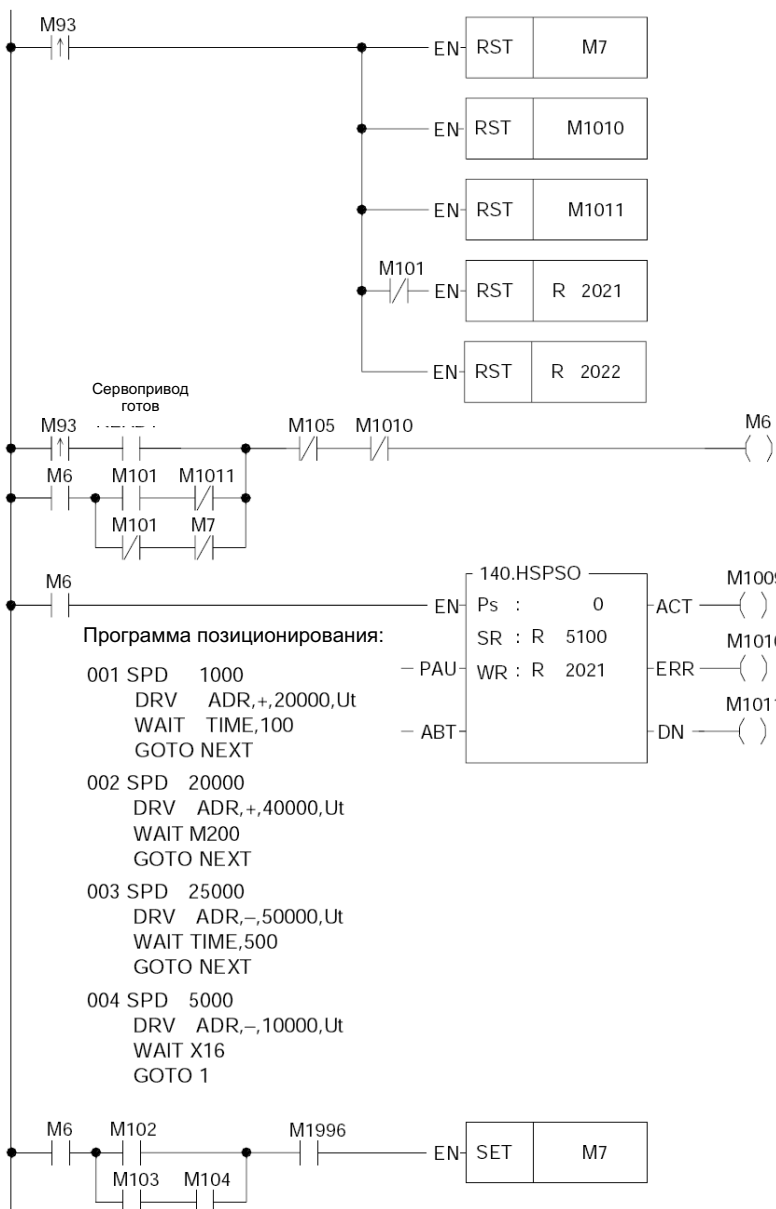 M93
EN RST M7
EN RST M1010
EN RST M1011
M101
EN RST R 2021
EN RST R 2022
Сервопривод
готов
M93 M105 M1010 M6
M6 M101 M1011
M101 M7
M6
140.HSPSO
M1009
EN Ps : 0 ACT
Программа позиционирования:
SR : R 5100
M1010
PAU WR : R 2021 ERR
M1011
ABT DN
001 SPD 1000
DRV ADR,+,20000,Ut
WAIT TIME,100
GOTO NEXT
002 SPD 20000
DRV ADR,+,40000,Ut
WAIT M200
GOTO NEXT
003 SPD 25000
DRV ADR,–,50000,Ut
WAIT TIME,500
GOTO NEXT
004 SPD 5000
DRV ADR,–,10000,Ut
WAIT X16
GOTO 1
M6 M102 M1996
EN SET M7
M103 M104